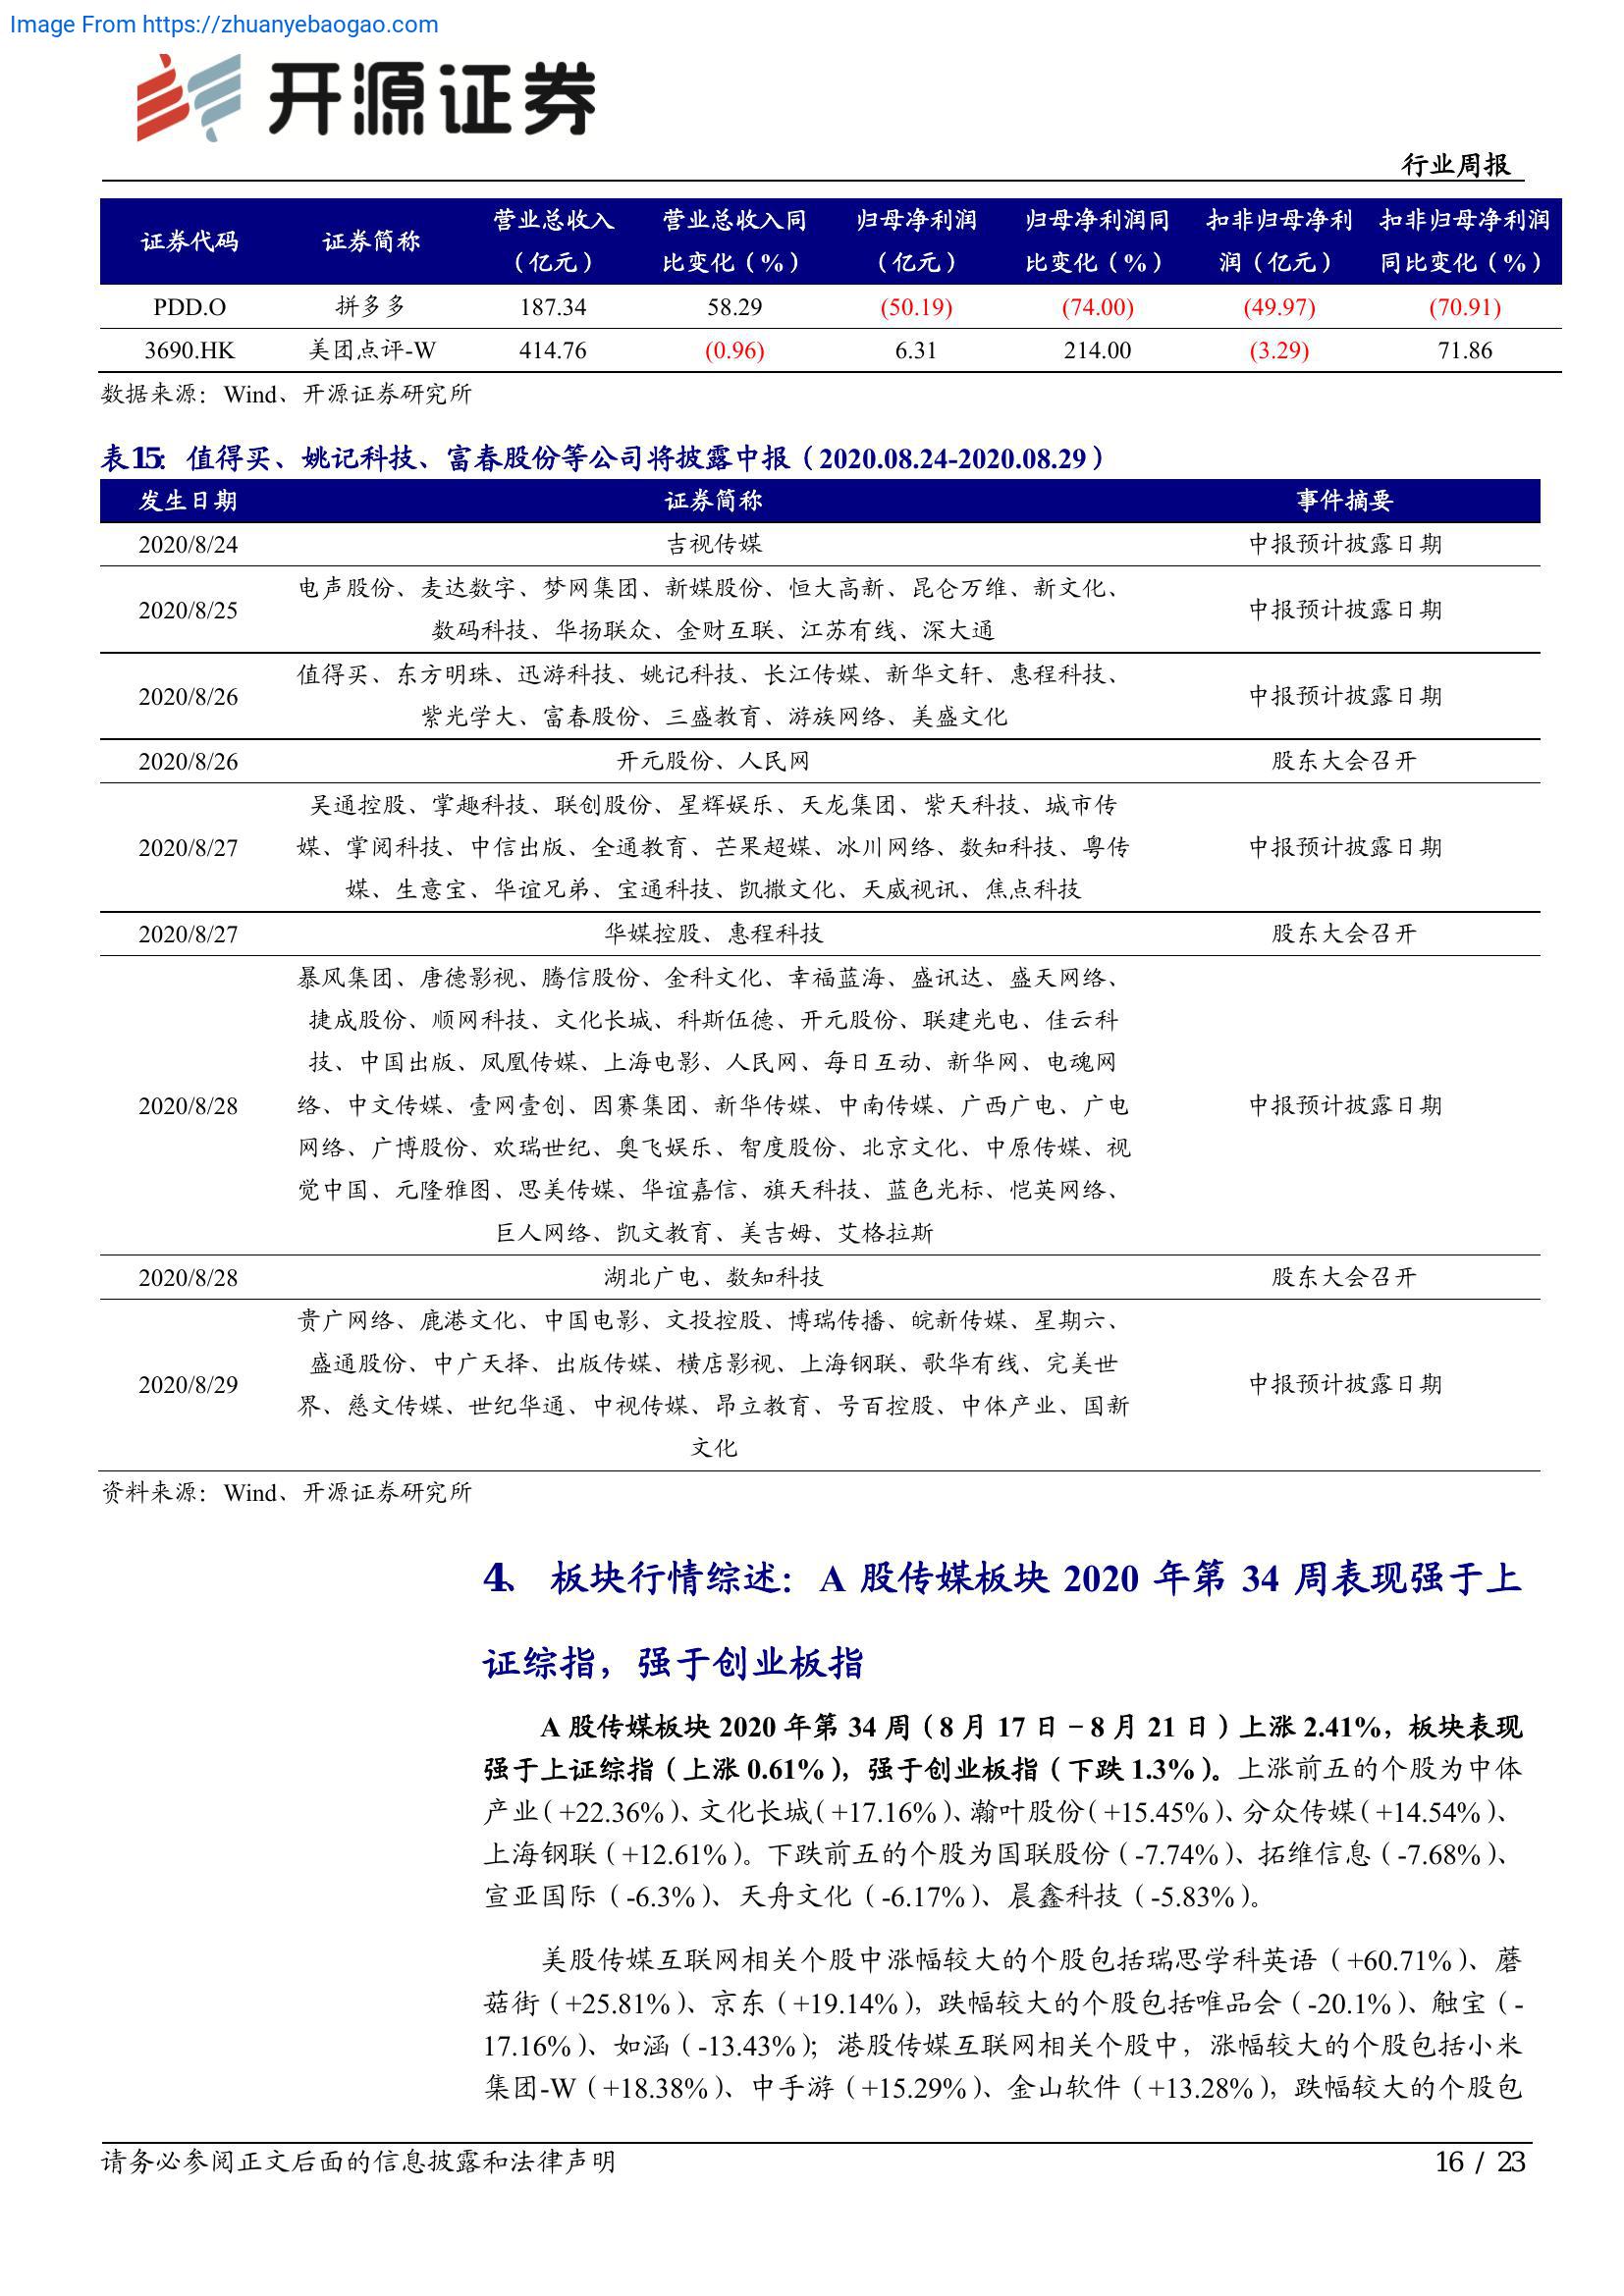 Image From https://zhuanyebaogao.com
开源证券
行业周报
证券代码 证券简称 营业总收入（亿元） 营业总收入同比变化（%） 归母净利润（亿元） 归母净利润同比变化（%） 扣非归母净利润（亿元） 扣非归母净利润同比变化（%）
PDD.O 拼多多 187.34 58.29 (50.19) (74.00) (49.97) (70.91)
3690.HK 美团点评-W 414.76 (0.96) 6.31 214.00 (3.29) 71.86
数据来源：Wind、开源证券研究所
表15：值得买、姚记科技、富春股份等公司将披露中报（2020.08.24-2020.08.29）
发生日期 证券简称 事件摘要
2020/8/24 吉视传媒 中报预计披露日期
电声股份、麦达数字、梦网集团、新媒股份、恒大高新、昆仑万维、新文化、
2020/8/25 中报预计披露日期
数码科技、华扬联众、金财互联、江苏有线、深大通
值得买、东方明珠、迅游科技、姚记科技、长江传媒、新华文轩、惠程科技、
2020/8/26 中报预计披露日期
紫光学大、富春股份、三盛教育、游族网络、美盛文化
2020/8/26 开元股份、人民网 股东大会召开
吴通控股、掌趣科技、联创股份、星辉娱乐、天龙集团、紫天科技、城市传
2020/8/27 媒、掌阅科技、中信出版、全通教育、芒果超媒、冰川网络、数知科技、粤传 中报预计披露日期
媒、生意宝、华谊兄弟、宝通科技、凯撒文化、天威视讯、焦点科技
2020/8/27 华媒控股、惠程科技 股东大会召开
暴风集团、唐德影视、腾信股份、金科文化、幸福蓝海、盛讯达、盛天网络、
捷成股份、顺网科技、文化长城、科斯伍德、开元股份、联建光电、佳云科
技、中国出版、凤凰传媒、上海电影、人民网、每日互动、新华网、电魂网
2020/8/28 络、中文传媒、壹网壹创、因赛集团、新华传媒、中南传媒、广西广电、广电 中报预计披露日期
网络、广博股份、欢瑞世纪、奥飞娱乐、智度股份、北京文化、中原传媒、视
觉中国、元隆雅图、思美传媒、华谊嘉信、旗天科技、蓝色光标、恺英网络、
巨人网络、凯文教育、美吉姆、艾格拉斯
2020/8/28 湖北广电、数知科技 股东大会召开
贵广网络、鹿港文化、中国电影、文投控股、博瑞传播、皖新传媒、星期六、
盛通股份、中广天择、出版传媒、横店影视、上海钢联、歌华有线、完美世
2020/8/29 中报预计披露日期
界、慈文传媒、世纪华通、中视传媒、昂立教育、号百控股、中体产业、国新
文化
资料来源：Wind、开源证券研究所
4、 板块行情综述：A 股传媒板块 2020 年第 34 周表现强于上
证综指，强于创业板指
A 股传媒板块 2020 年第 34 周（8 月 17 日－8 月 21 日）上涨 2.41%，板块表现
强于上证综指（上涨 0.61%），强于创业板指（下跌 1.3%）。上涨前五的个股为中体
产业（+22.36%）、文化长城（+17.16%）、瀚叶股份（+15.45%）、分众传媒（+14.54%）、
上海钢联（+12.61%）。下跌前五的个股为国联股份（-7.74%）、拓维信息（-7.68%）、
宣亚国际（-6.3%）、天舟文化（-6.17%）、晨鑫科技（-5.83%）。
美股传媒互联网相关个股中涨幅较大的个股包括瑞思学科英语（+60.71%）、蘑
菇街（+25.81%）、京东（+19.14%），跌幅较大的个股包括唯品会（-20.1%）、触宝（-
17.16%）、如涵（-13.43%）；港股传媒互联网相关个股中，涨幅较大的个股包括小米
集团-W（+18.38%）、中手游（+15.29%）、金山软件（+13.28%），跌幅较大的个股包
请务必参阅正文后面的信息披露和法律声明 16 / 23